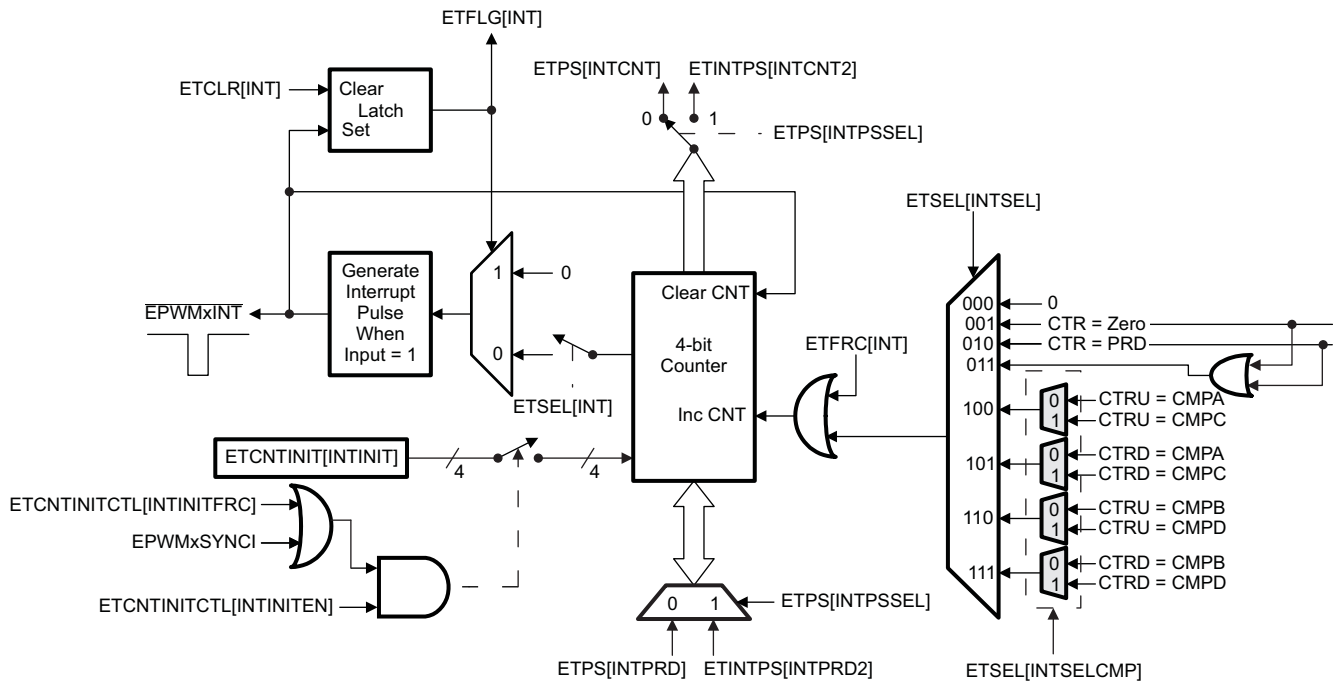 ETFLG[INT]
ETPS[INTCNT]
ETINTPS[INTCNT2]
ETCLR[INT]
Clear
Latch
Set
0
1
ETPS[INTPSSEL]
ETSEL[INTSEL]
EPWMxINT
Generate
Interrupt
Pulse
When
Input = 1
1
0
0
ETSEL[INT]
Clear CNT
4-bit
Counter
Inc CNT
ETFRC[INT]
000
0
001
CTR = Zero
010
CTR = PRD
011
100
0
CTRU = CMPA
1
CTRU = CMPC
101
0
CTRD = CMPA
1
CTRD = CMPC
110
0
CTRU = CMPB
1
CTRU = CMPD
111
0
CTRD = CMPB
1
CTRD = CMPD
ETSEL[INTSELCMP]
ETCNTINIT[INTINIT]
4
4
ETCNTINITCTL[INTINITFRC]
EPWMxSYNCI
ETCNTINITCTL[INTINITEN]
0
1
ETPS[INTPSSEL]
ETPS[INTPRD]
ETINTPS[INTPRD2]